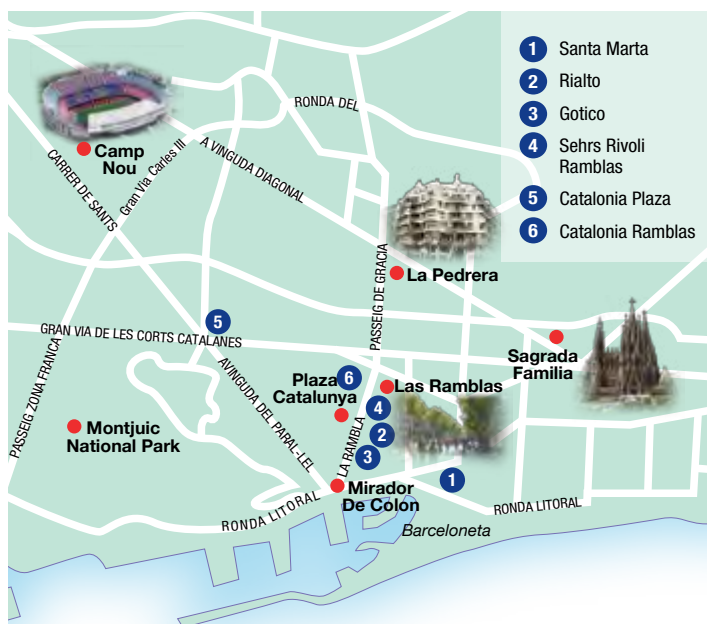 1 Santa Marta
2 Rialto
3 Gotico
4 Sehrs Rivoli
Ramblas
5 Catalonia Plaza
6 Catalonia Ramblas
RONDA DEL
Camp
Nou
CARRER DE SANTS
Gran Via Carles III
A VINGUDA DIAGONAL
PASSEIG DE GRACIA
La Pedrera
5
GRAN VIA DE LES CORTS CATALANES
Sagrada
Familia
PASSEIG ZONA FRANCA
AVINGUDA DEL PARAL-LEL
Plaza
Catalunya
6
Las Ramblas
4
Montjuic
National Park
LA RAMBLA
2
3
1
Mirador
De Colon
RONDA LITORAL
RONDA LITORAL
Barceloneta